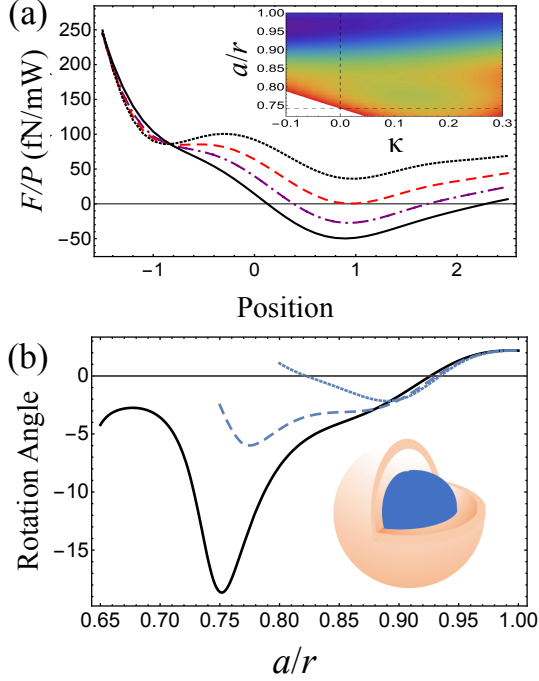 (a)
F/P (fN/mW)
250
200
150
100
50
0
−50
−1 0 1 2
Position
a/r
1.00
0.95
0.90
0.85
0.80
0.75
-0.1 0.0 0.1 0.2 0.3
κ
(b)
Rotation Angle
0
−5
−10
−15
0.65 0.70 0.75 0.80 0.85 0.90 0.95 1.00
a/r